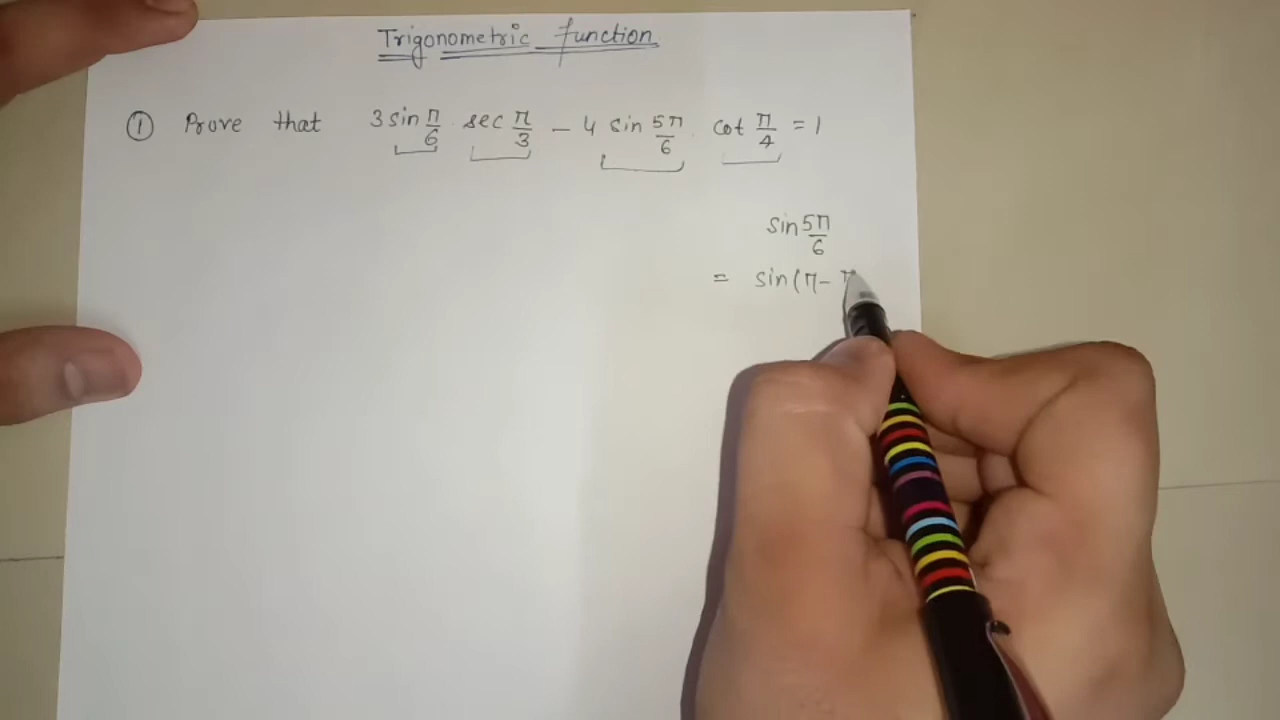 Trigonometric function
① Prove that 3 sin π/6 . sec π/3 - 4 sin 5π/6 . cot π/4 = 1
sin 5π/6
= sin(π- π